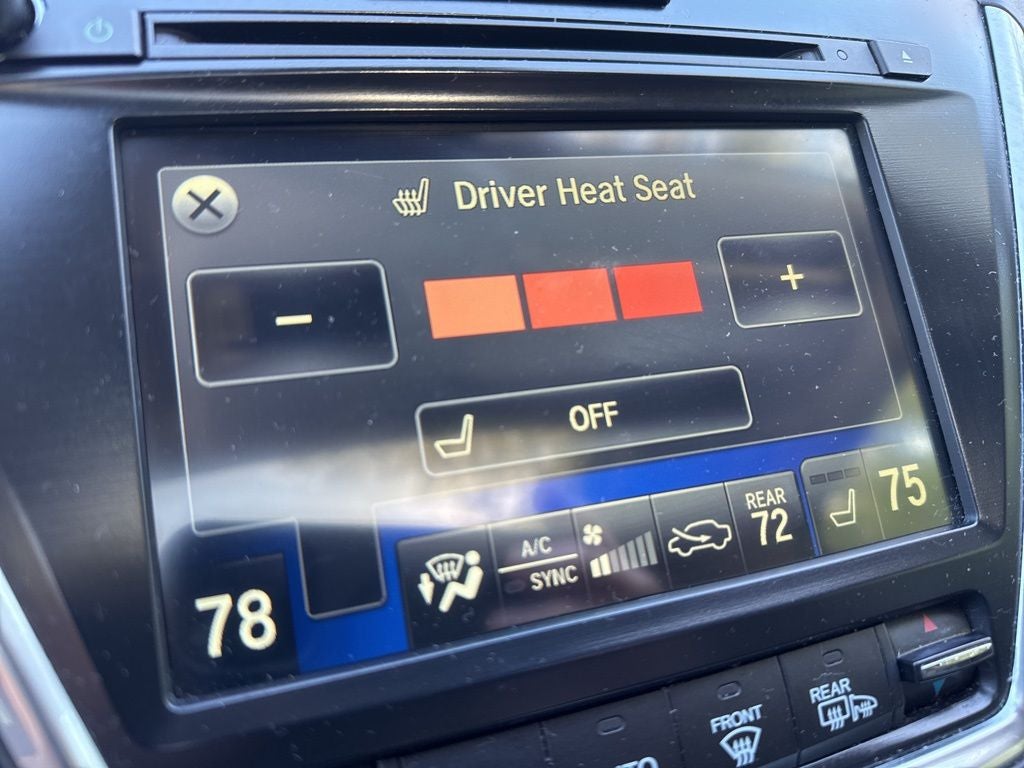 Driver Heat Seat
-
+
OFF
78
A/C
SYNC
REAR
72
75
FRONT
REAR